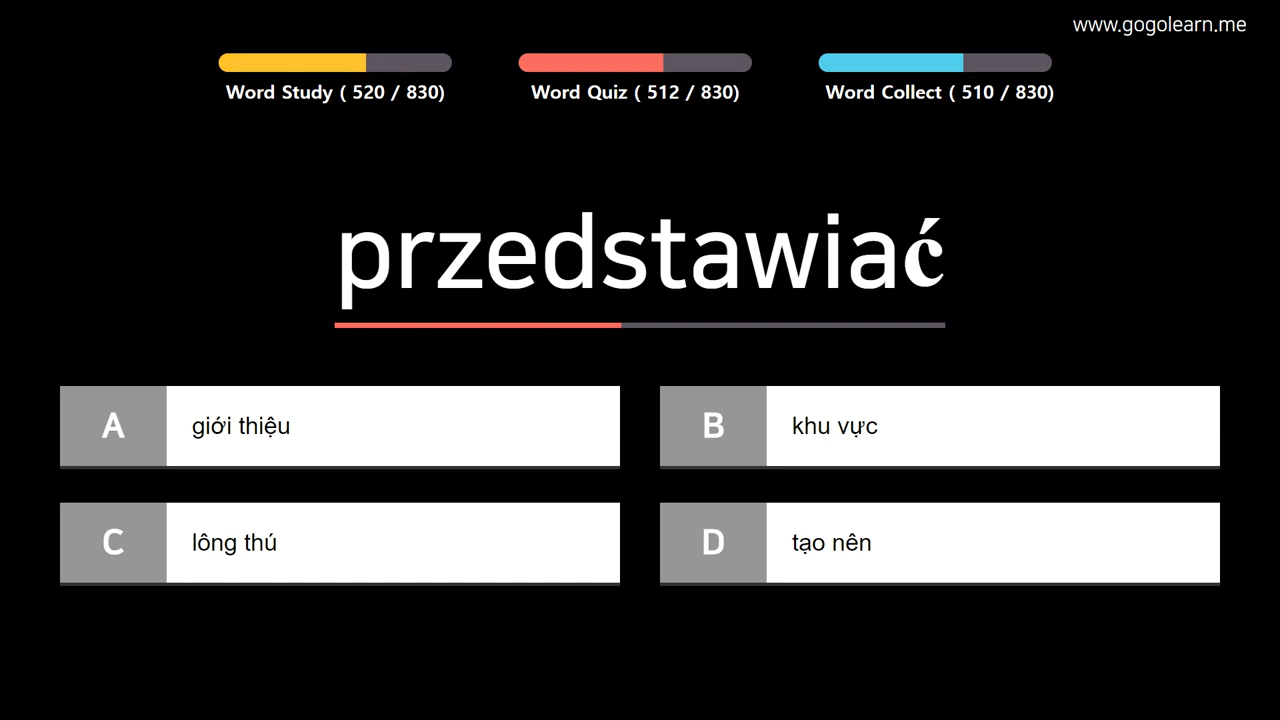 www.gogolearn.me
Word Study ( 520 / 830)
Word Quiz ( 512 / 830)
Word Collect ( 510 / 830)
przedstawiać
A giới thiệu
B khu vực
C lông thú
D tạo nên